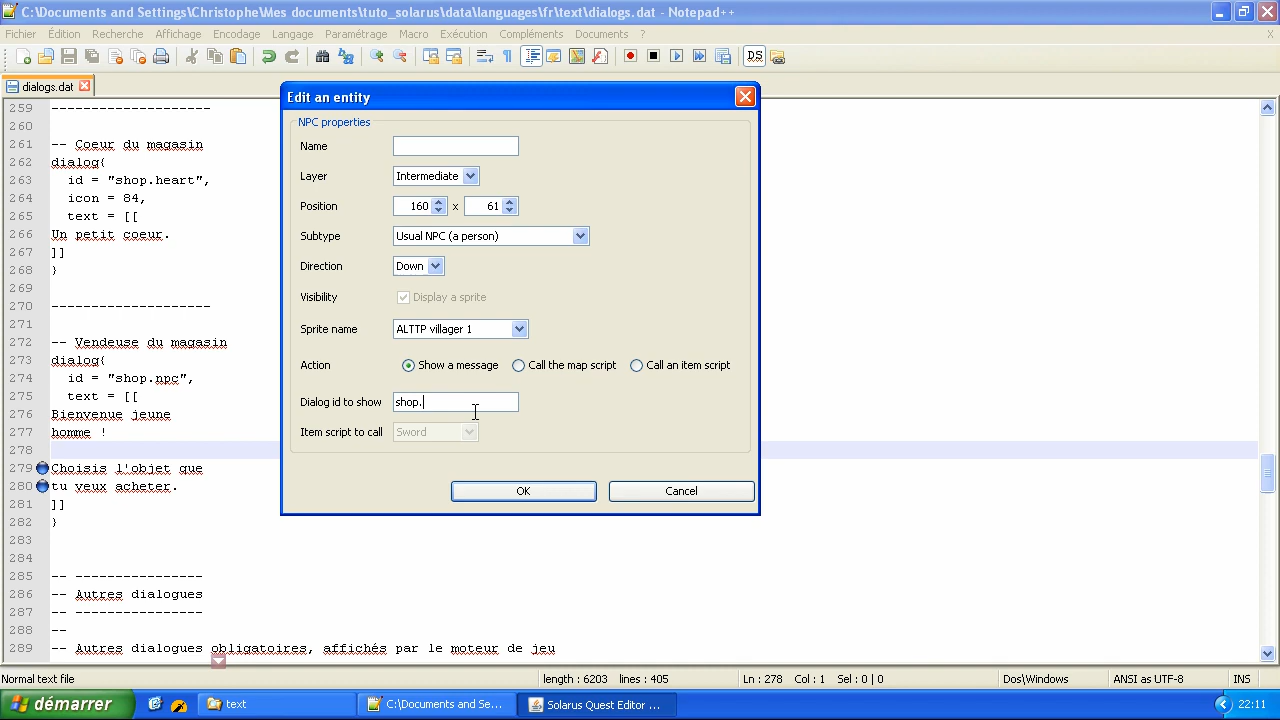 C:\Documents and Settings\Christophe\Mes documents\tuto_solarus\data\languages\fr\text\dialogs.dat - Notepad++
Fichier Édition Recherche Affichage Encodage Langage Paramétrage Macro Exécution Compléments Documents ? X
DS
dialogs.dat
259 -------------------
260
261 -- Coeur du magasin
262 dialog{
263 id = "shop.heart",
264 icon = 84,
265 text = [[
266 Un petit coeur.
267 ]]
268 }
269
270 -------------------
271
272 -- Vendeuse du magasin
273 dialog{
274 id = "shop.npc",
275 text = [[
276 Bienvenue jeune
277 homme !
278
279 Choisis l'objet que
280 tu veux acheter.
281 ]]
282 }
283
284
285 -- ----------------
286 -- Autres dialogues
287 -- ----------------
288 --
289 -- Autres dialogues obligatoires, affichés par le moteur de jeu
Edit an entity
NPC properties
Name
Layer Intermediate
Position 160 x 61
Subtype Usual NPC (a person)
Direction Down
Visibility Display a sprite
Sprite name ALTTP villager 1
Action Show a message Call the map script Call an item script
Dialog id to show shop.
Item script to call Sword
OK Cancel
Normal text file length : 6203 lines : 405 Ln : 278 Col : 1 Sel : 0 | 0 Dos\Windows ANSI as UTF-8 INS
démarrer text C:\Documents and Se... Solarus Quest Editor ... 22:11